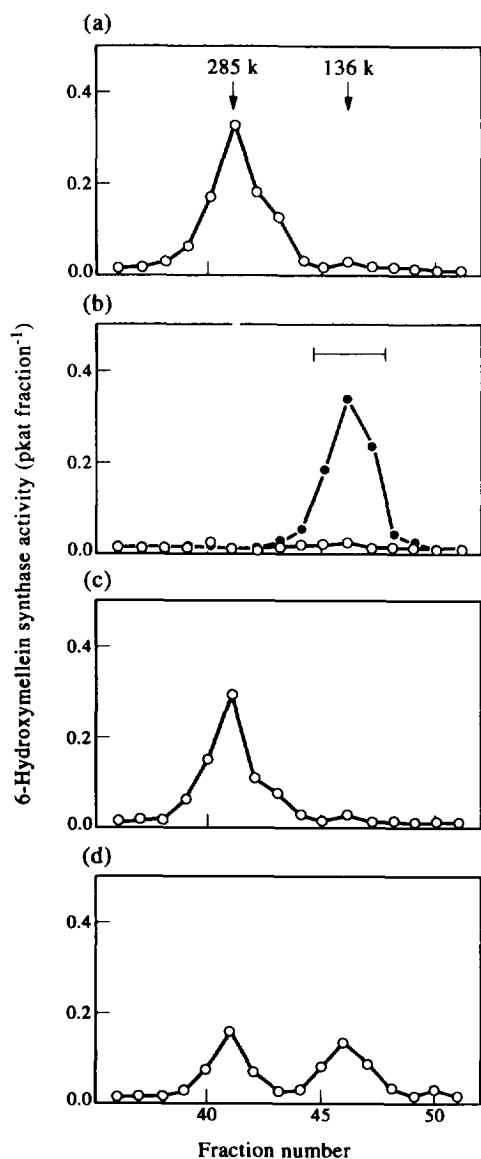 (a)
285 k 136 k
0.4
0.2
0.0
(b)
0.4
0.2
0.0
(c)
0.4
0.2
0.0
(d)
0.4
0.2
0.0
40 45 50
Fraction number
6-Hydroxymellein synthase activity (pkat fraction⁻¹)